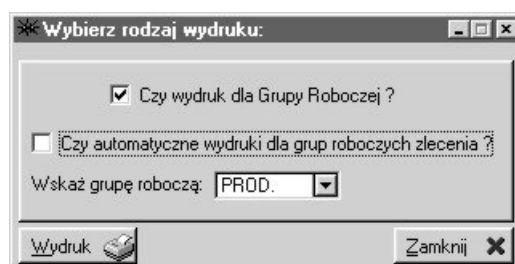 Wybierz rodzaj wydruku:
Czy wydruk dla Grupy Roboczej ?
Czy automatyczne wydruki dla grup roboczych zlecenia ?
Wskaż grupę roboczą: PROD.
Wydruk Zamknij